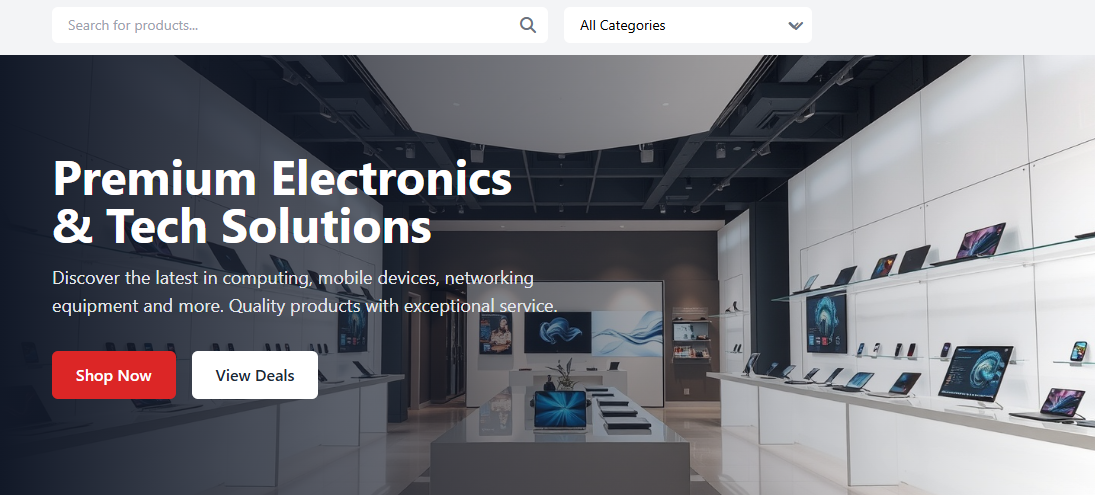 Search for products...
All Categories
Premium Electronics
& Tech Solutions
Discover the latest in computing, mobile devices, networking
equipment and more. Quality products with exceptional service.
Shop Now
View Deals